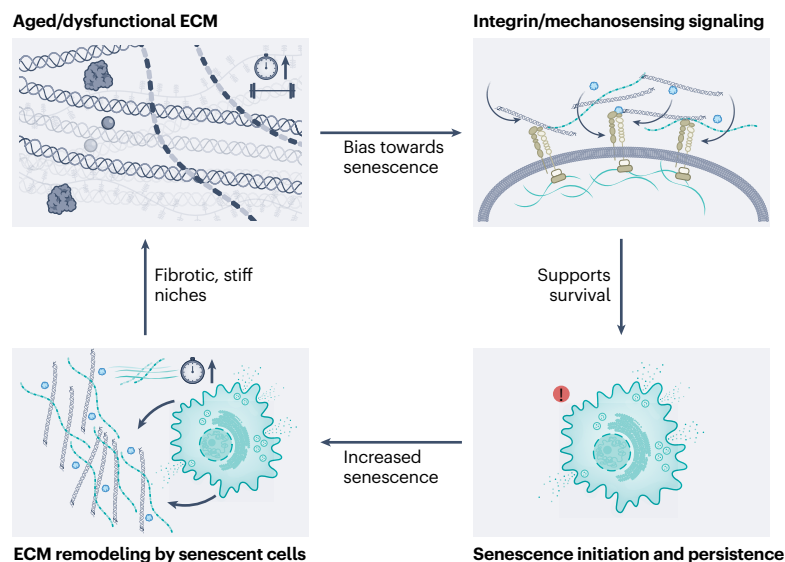 Aged/dysfunctional ECM
Integrin/mechanosensing signaling
Bias towards
senescence
Fibrotic, stiff
niches
Supports
survival
!
Increased
senescence
ECM remodeling by senescent cells
Senescence initiation and persistence